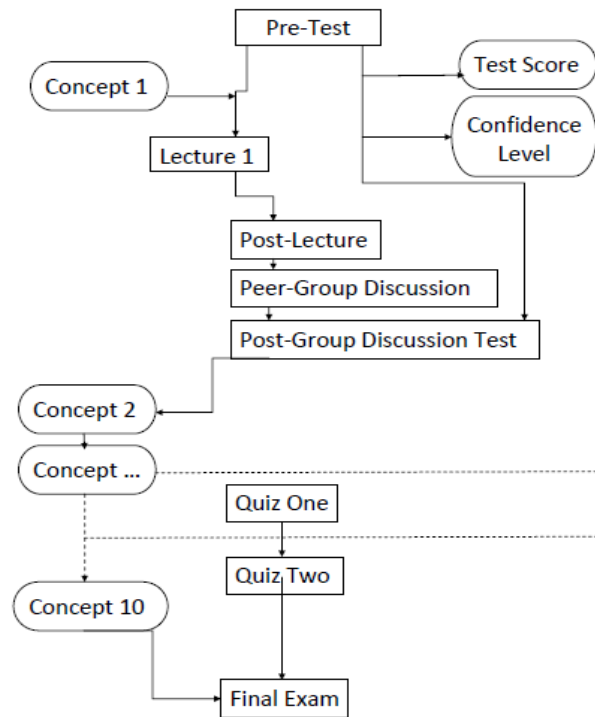 Pre-Test
Test Score
Concept 1
Confidence
Level
Lecture 1
Post-Lecture
Peer-Group Discussion
Post-Group Discussion Test
Concept 2
Concept ...
Quiz One
Quiz Two
Concept 10
Final Exam